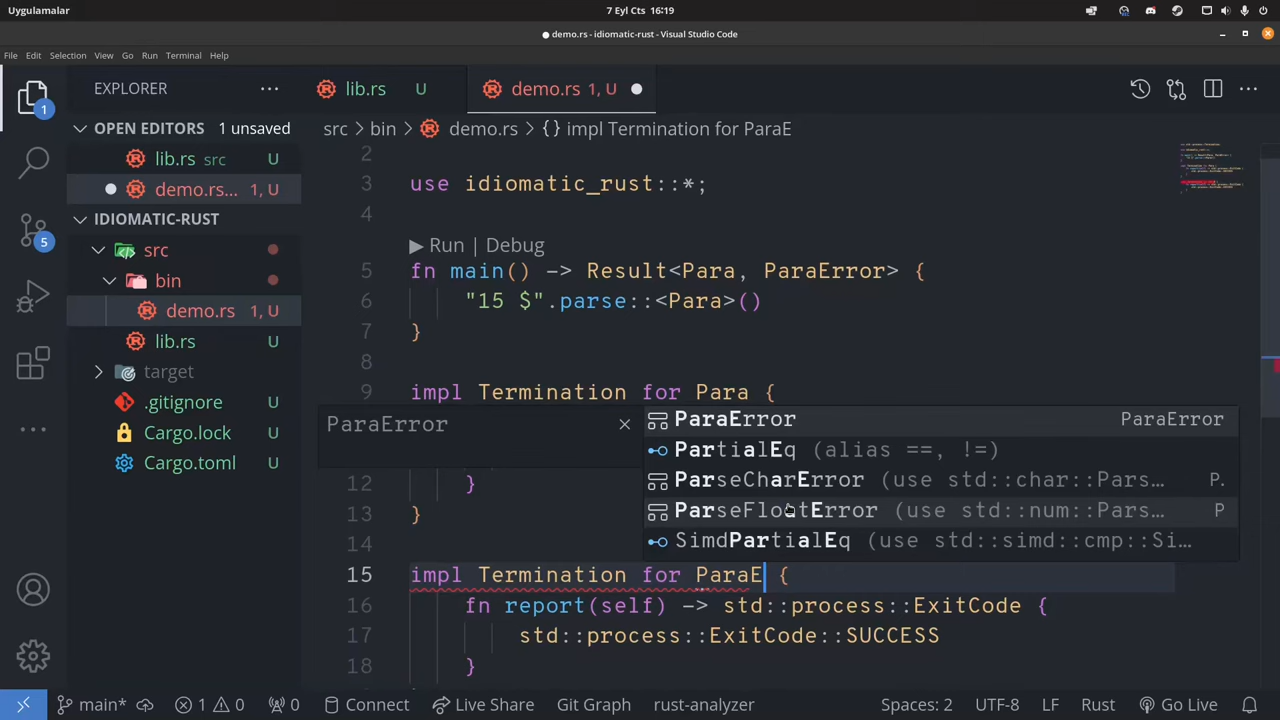 Uygulamalar
7 Eyl Cts 16:19
demo.rs - idiomatic-rust - Visual Studio Code
File Edit Selection View Go Run Terminal Help
EXPLORER
lib.rs U
demo.rs 1, U
OPEN EDITORS 1 unsaved
src > bin > demo.rs > {} impl Termination for ParaE
lib.rs src U
demo.rs... 1, U
IDIOMATIC-RUST
src
bin
demo.rs 1, U
lib.rs U
target
.gitignore U
Cargo.lock U
Cargo.toml U
1
5
2
3 use idiomatic_rust::*;
4
Run | Debug
5 fn main() -> Result<Para, ParaError> {
6 "15 $".parse::<Para>()
7 }
8
9 impl Termination for Para {
ParaError
ParaError ParaError
PartialEq (alias ==, !=)
ParseCharError (use std::char::Pars... P.
ParseFloatError (use std::num::Pars... P
SimdPartialEq (use std::simd::cmp::Si...
12 }
13 }
14
15 impl Termination for ParaE {
16 fn report(self) -> std::process::ExitCode {
17 std::process::ExitCode::SUCCESS
18 }
main* 1 0 0 Connect Live Share Git Graph rust-analyzer Spaces: 2 UTF-8 LF Rust Go Live